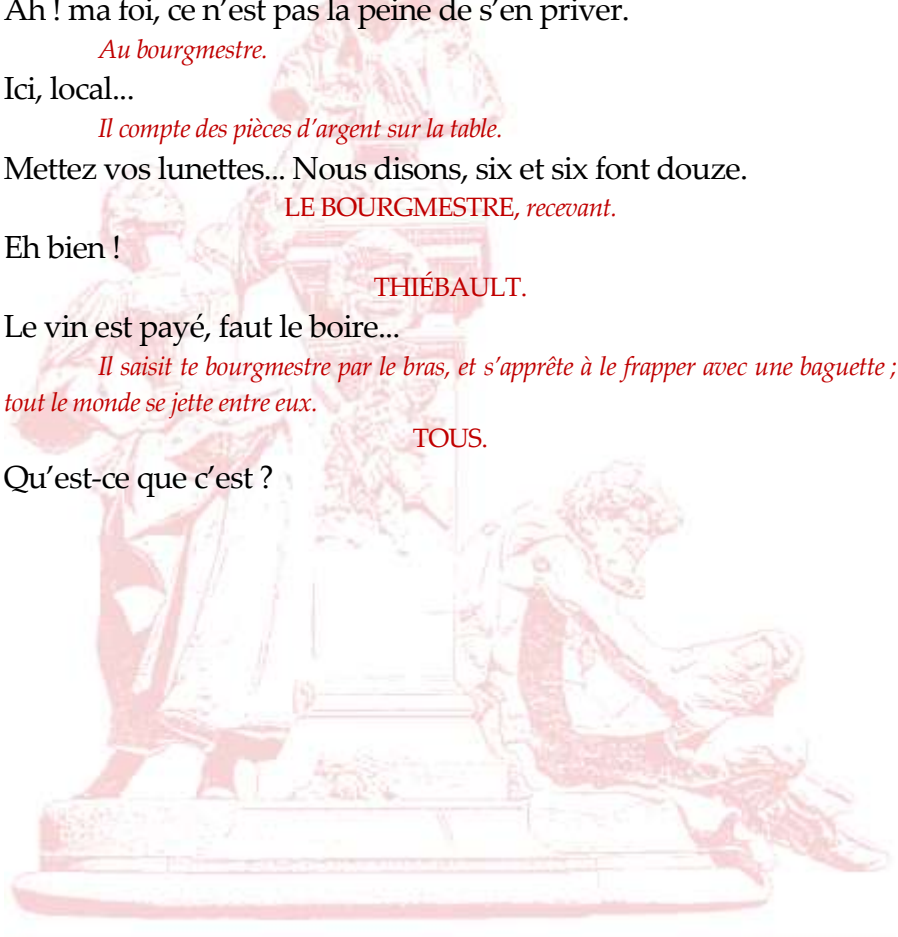 Ah ! ma foi, ce n’est pas la peine de s’en priver.
Au bourgmestre.
Ici, local...
Il compte des pièces d’argent sur la table.
Mettez vos lunettes... Nous disons, six et six font douze.
LE BOURGMESTRE, recevant.
Eh bien !
THIÉBAULT.
Le vin est payé, faut le boire...
Il saisit te bourgmestre par le bras, et s’apprête à le frapper avec une baguette ;
tout le monde se jette entre eux.
TOUS.
Qu’est-ce que c’est ?